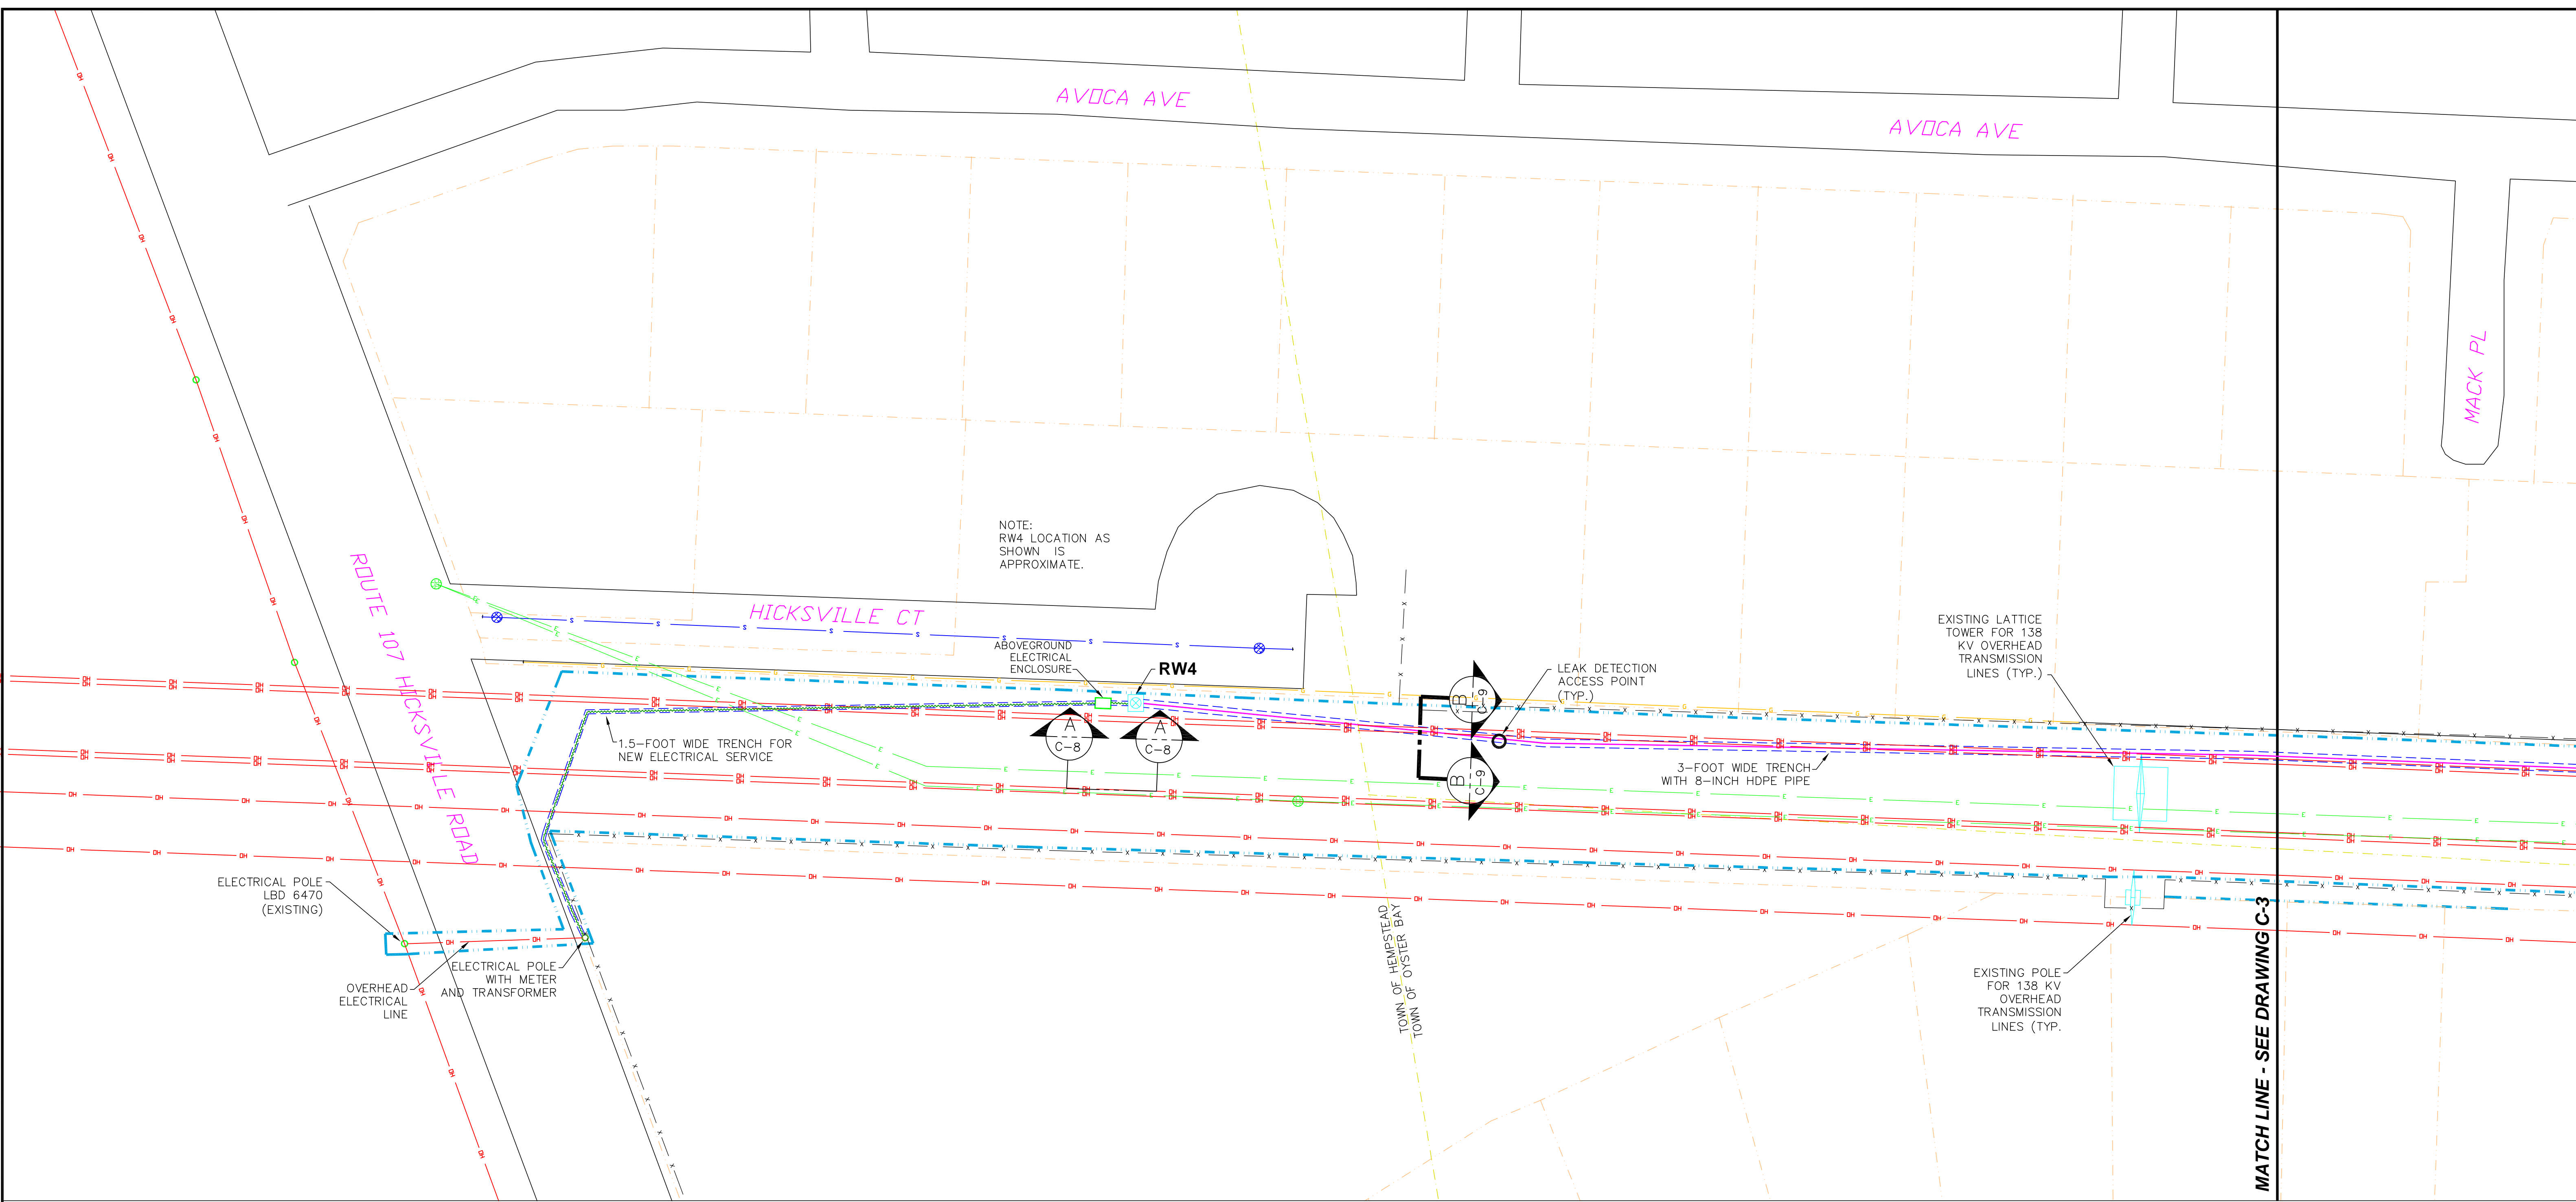 AVOCA AVE
AVOCA AVE
MACK PL
ROUTE 107 HICKSVILLE ROAD
NOTE:
RW4 LOCATION AS
SHOWN IS
APPROXIMATE.
HICKSVILLE CT
ABOVEGROUND
ELECTRICAL
ENCLOSURE
RW4
LEAK DETECTION
ACCESS POINT
(TYP.)
EXISTING LATTICE
TOWER FOR 138
KV OVERHEAD
TRANSMISSION
LINES (TYP.)
A
C-8
A
C-8
B
C-9
B
C-9
1.5-FOOT WIDE TRENCH FOR
NEW ELECTRICAL SERVICE
3-FOOT WIDE TRENCH
WITH 8-INCH HDPE PIPE
ELECTRICAL POLE
LBD 6470
(EXISTING)
OVERHEAD
ELECTRICAL
LINE
ELECTRICAL POLE
WITH METER
AND TRANSFORMER
TOWN OF HEMPSTEAD
TOWN OF OYSTER BAY
EXISTING POLE
FOR 138 KV
OVERHEAD
TRANSMISSION
LINES (TYP.
MATCH LINE - SEE DRAWING C-3